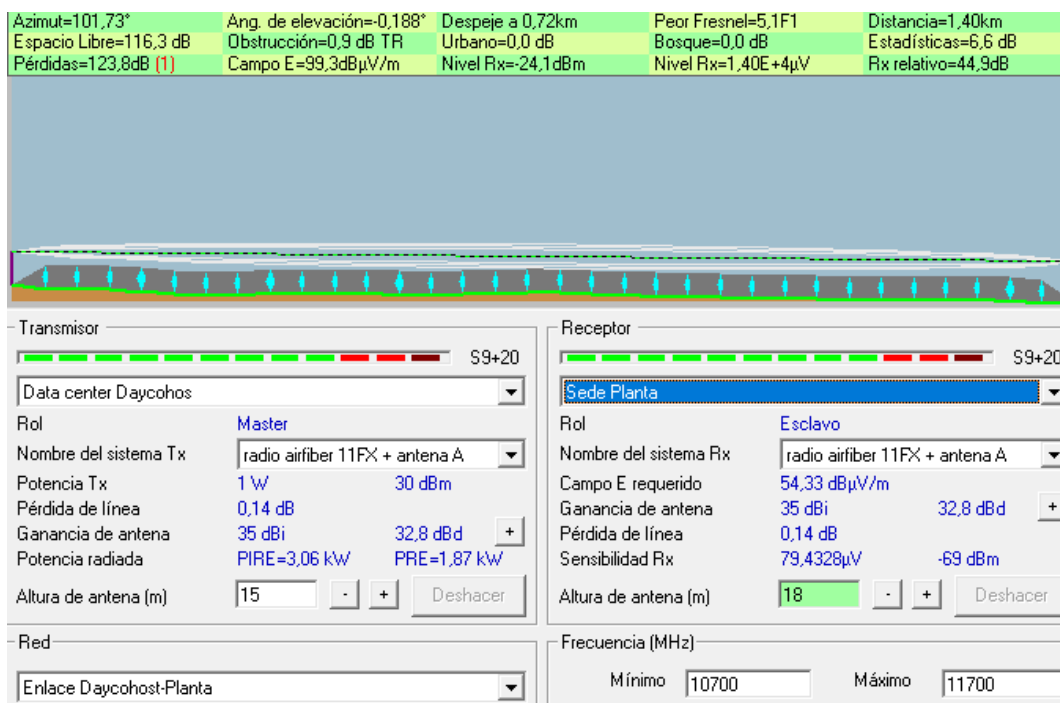 Azimut=101,73° Ang. de elevación=-0,188° Despeje a 0,72km Peor Fresnel=5,1F1 Distancia=1,40km
Espacio Libre=116,3 dB Obstrucción=0,9 dB TR Urbano=0,0 dB Bosque=0,0 dB Estadísticas=6,6 dB
Pérdidas=123,8dB (1) Campo E=99,3dBµV/m Nivel Rx=-24,1dBm Nivel Rx=1,40E+4µV Rx relativo=44,9dB
Transmisor
S9+20
Data center Daycohos
Rol Master
Nombre del sistema Tx radio airfiber 11FX + antena A
Potencia Tx 1 W 30 dBm
Pérdida de línea 0,14 dB
Ganancia de antena 35 dBi 32,8 dBd +
Potencia radiada PIRE=3,06 kW PRE=1,87 kW
Altura de antena (m) 15 - + Deshacer
Red
Enlace Daycohost-Planta
Receptor
S9+20
Sede Planta
Rol Esclavo
Nombre del sistema Rx radio airfiber 11FX + antena A
Campo E requerido 54,33 dBµV/m
Ganancia de antena 35 dBi 32,8 dBd +
Pérdida de línea 0,14 dB
Sensibilidad Rx 79,4328µV -69 dBm
Altura de antena (m) 18 - + Deshacer
Frecuencia (MHz)
Mínimo 10700 Máximo 11700